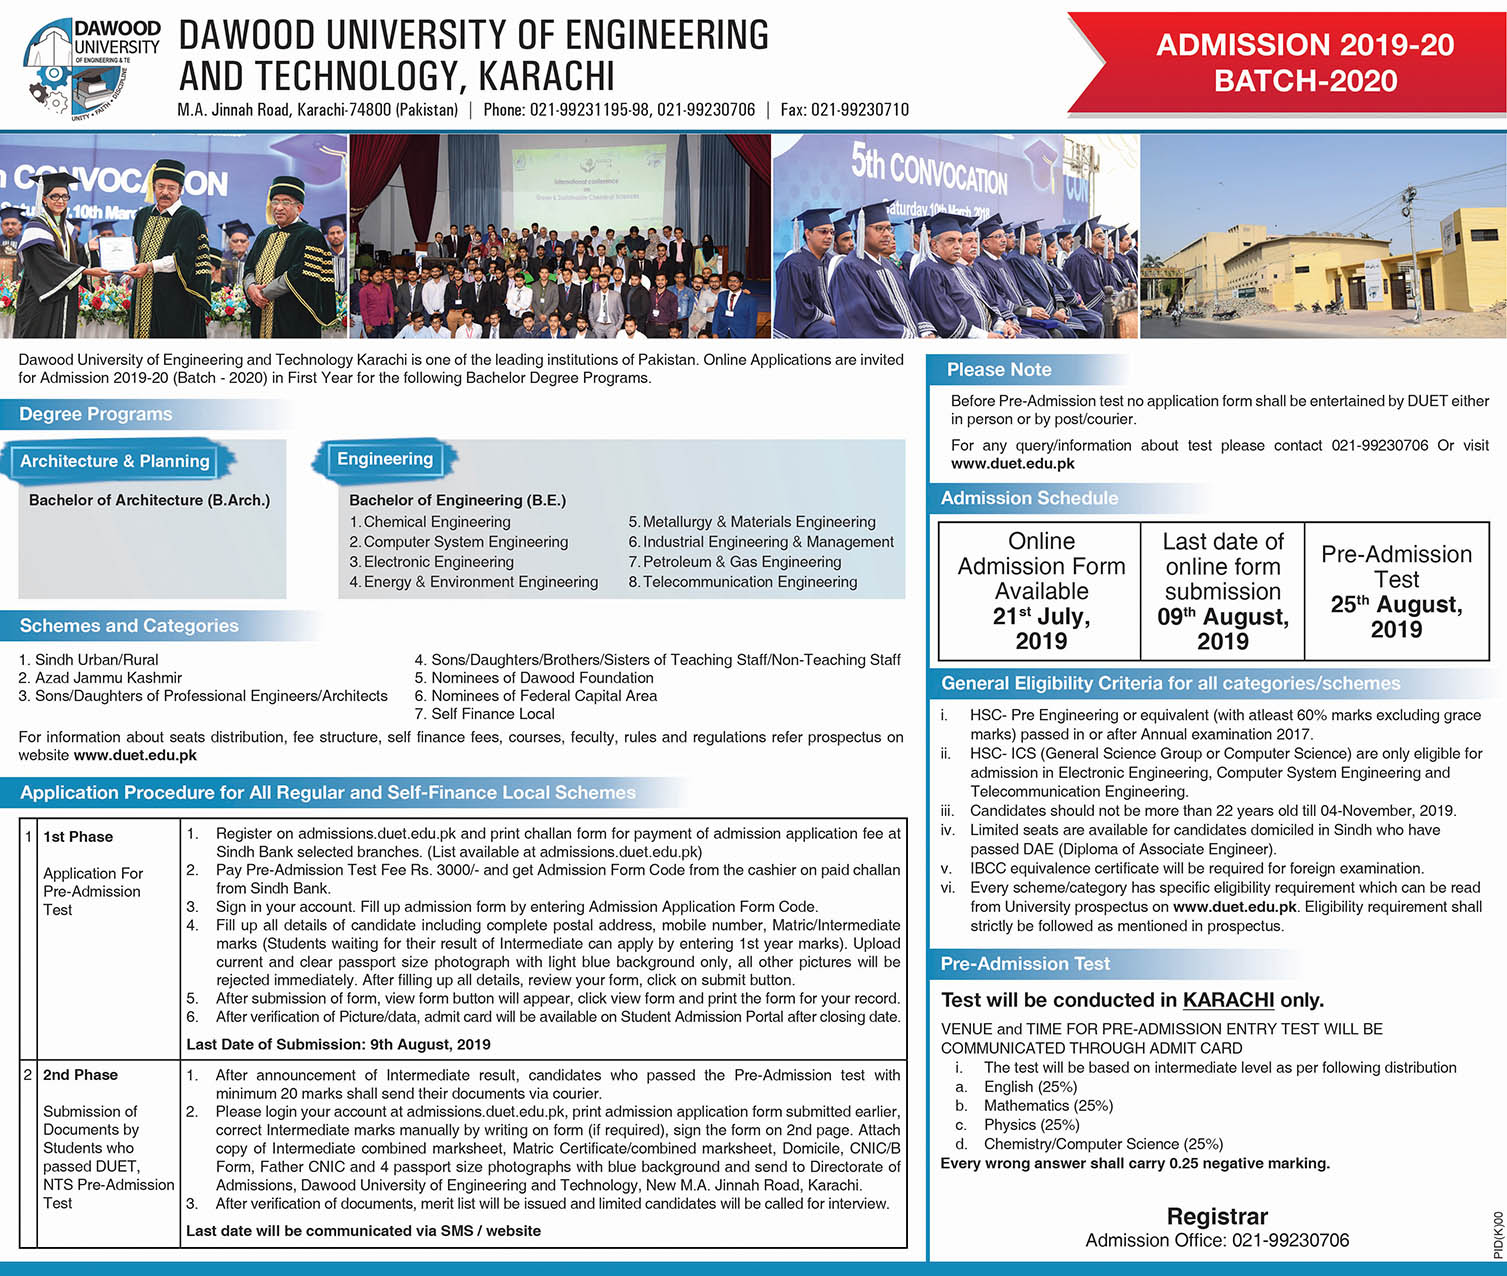 DAWOOD
UNIVERSITY
OF ENGINEERING & TE
UNITY • FAITH • DISCIPLINE
DAWOOD UNIVERSITY OF ENGINEERING
AND TECHNOLOGY, KARACHI
M.A. Jinnah Road, Karachi-74800 (Pakistan) | Phone: 021-99231195-98, 021-99230706 | Fax: 021-99230710
ADMISSION 2019-20
BATCH-2020
CONVOCA ON
10th Mar
International conference
on
Green & Sustainable Chemical Sciences
5th CONVOCATION
Saturday, 10th March, 2018
CON
Dawood University of Engineering and Technology Karachi is one of the leading institutions of Pakistan. Online Applications are invited
for Admission 2019-20 (Batch - 2020) in First Year for the following Bachelor Degree Programs.
Degree Programs
Architecture & Planning
Bachelor of Architecture (B.Arch.)
Engineering
Bachelor of Engineering (B.E.)
1. Chemical Engineering
2. Computer System Engineering
3. Electronic Engineering
4. Energy & Environment Engineering
5. Metallurgy & Materials Engineering
6. Industrial Engineering & Management
7. Petroleum & Gas Engineering
8. Telecommunication Engineering
Schemes and Categories
1. Sindh Urban/Rural
2. Azad Jammu Kashmir
3. Sons/Daughters of Professional Engineers/Architects
4. Sons/Daughters/Brothers/Sisters of Teaching Staff/Non-Teaching Staff
5. Nominees of Dawood Foundation
6. Nominees of Federal Capital Area
7. Self Finance Local
For information about seats distribution, fee structure, self finance fees, courses, feculty, rules and regulations refer prospectus on
website www.duet.edu.pk
Application Procedure for All Regular and Self-Finance Local Schemes
1 1st Phase
Application For
Pre-Admission
Test
1. Register on admissions.duet.edu.pk and print challan form for payment of admission application fee at
Sindh Bank selected branches. (List available at admissions.duet.edu.pk)
2. Pay Pre-Admission Test Fee Rs. 3000/- and get Admission Form Code from the cashier on paid challan
from Sindh Bank.
3. Sign in your account. Fill up admission form by entering Admission Application Form Code.
4. Fill up all details of candidate including complete postal address, mobile number, Matric/Intermediate
marks (Students waiting for their result of Intermediate can apply by entering 1st year marks). Upload
current and clear passport size photograph with light blue background only, all other pictures will be
rejected immediately. After filling up all details, review your form, click on submit button.
5. After submission of form, view form button will appear, click view form and print the form for your record.
6. After verification of Picture/data, admit card will be available on Student Admission Portal after closing date.
Last Date of Submission: 9th August, 2019
2 2nd Phase
Submission of
Documents by
Students who
passed DUET,
NTS Pre-Admission
Test
1. After announcement of Intermediate result, candidates who passed the Pre-Admission test with
minimum 20 marks shall send their documents via courier.
2. Please login your account at admissions.duet.edu.pk, print admission application form submitted earlier,
correct Intermediate marks manually by writing on form (if required), sign the form on 2nd page. Attach
copy of Intermediate combined marksheet, Matric Certificate/combined marksheet, Domicile, CNIC/B
Form, Father CNIC and 4 passport size photographs with blue background and send to Directorate of
Admissions, Dawood University of Engineering and Technology, New M.A. Jinnah Road, Karachi.
3. After verification of documents, merit list will be issued and limited candidates will be called for interview.
Last date will be communicated via SMS / website
Please Note
Before Pre-Admission test no application form shall be entertained by DUET either
in person or by post/courier.
For any query/information about test please contact 021-99230706 Or visit
www.duet.edu.pk
Admission Schedule
Online
Admission Form
Available
21st July,
2019
Last date of
online form
submission
09th August,
2019
Pre-Admission
Test
25th August,
2019
General Eligibility Criteria for all categories/schemes
i. HSC- Pre Engineering or equivalent (with atleast 60% marks excluding grace
marks) passed in or after Annual examination 2017.
ii. HSC- ICS (General Science Group or Computer Science) are only eligible for
admission in Electronic Engineering, Computer System Engineering and
Telecommunication Engineering.
iii. Candidates should not be more than 22 years old till 04-November, 2019.
iv. Limited seats are available for candidates domiciled in Sindh who have
passed DAE (Diploma of Associate Engineer).
v. IBCC equivalence certificate will be required for foreign examination.
vi. Every scheme/category has specific eligibility requirement which can be read
from University prospectus on www.duet.edu.pk. Eligibility requirement shall
strictly be followed as mentioned in prospectus.
Pre-Admission Test
Test will be conducted in KARACHI only.
VENUE and TIME FOR PRE-ADMISSION ENTRY TEST WILL BE
COMMUNICATED THROUGH ADMIT CARD
i. The test will be based on intermediate level as per following distribution
a. English (25%)
b. Mathematics (25%)
c. Physics (25%)
d. Chemistry/Computer Science (25%)
Every wrong answer shall carry 0.25 negative marking.
Registrar
Admission Office: 021-99230706
PID(K)00